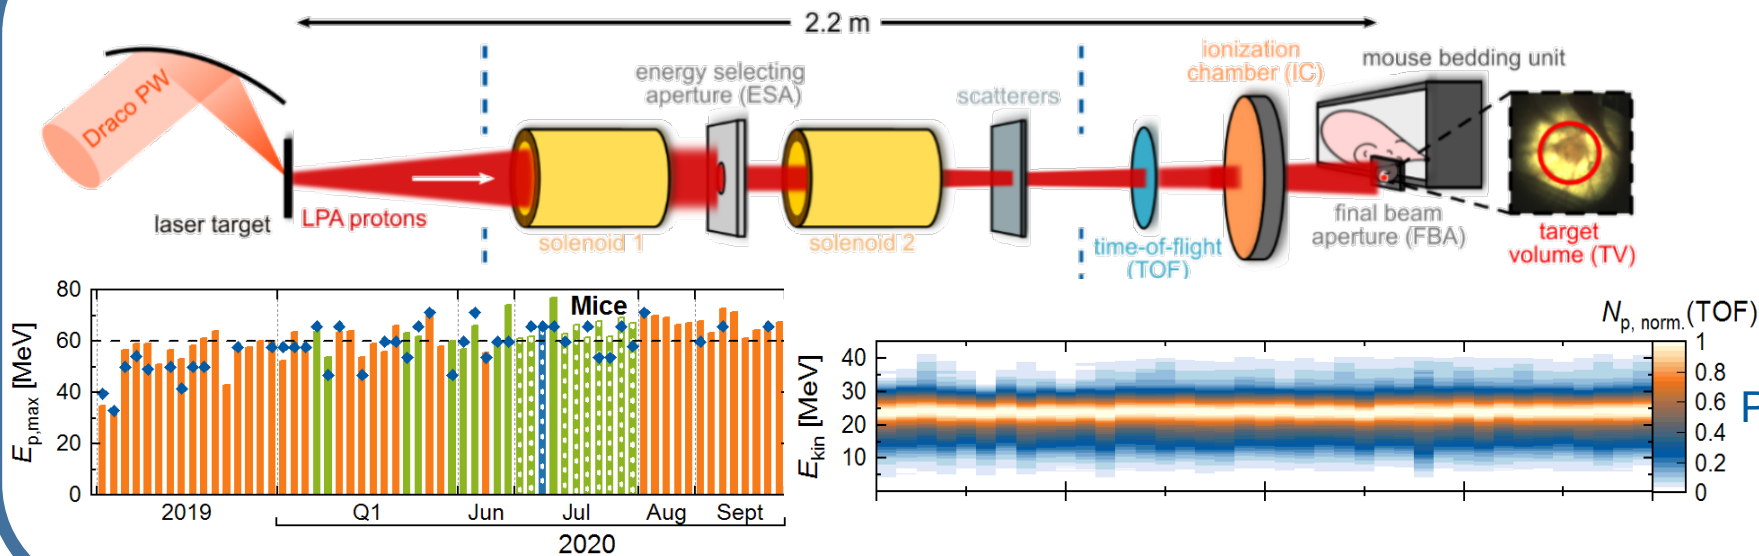 2.2 m
Draco PW
laser target
LPA protons
solenoid 1
energy selecting
aperture (ESA)
solenoid 2
scatterers
time-of-flight
(TOF)
ionization
chamber (IC)
mouse bedding unit
final beam
aperture (FBA)
target
volume (TV)
80
60
40
20
0
E_p,max [MeV]
Mice
2019
Q1
Jun
Jul
Aug
Sept
2020
N_p, norm.(TOF)
40
30
20
10
E_kin [MeV]
1
0.8
0.6
0.4
0.2
0